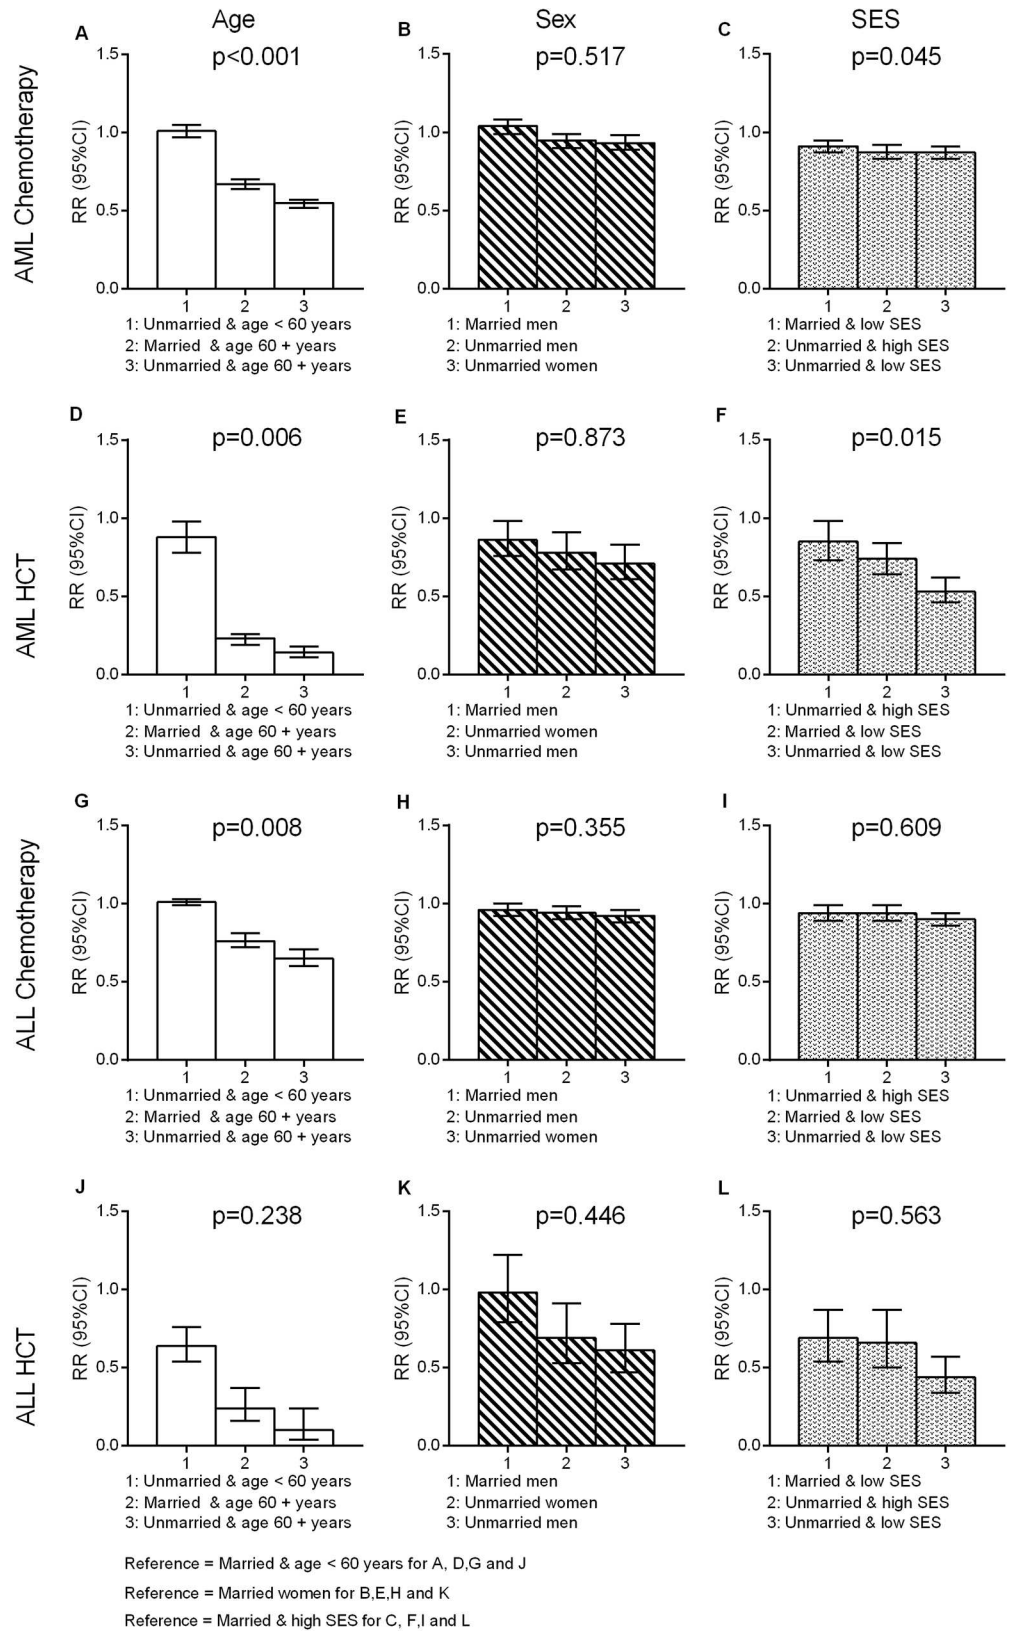 Age
Sex
SES
AML Chemotherapy
A
p<0.001
RR (95%CI)
1.5
1.0
0.5
0.0
1 2 3
1: Unmarried & age < 60 years
2: Married & age 60 + years
3: Unmarried & age 60 + years
B
p=0.517
RR (95%CI)
1.5
1.0
0.5
0.0
1 2 3
1: Married men
2: Unmarried men
3: Unmarried women
C
p=0.045
RR (95%CI)
1.5
1.0
0.5
0.0
1 2 3
1: Married & low SES
2: Unmarried & high SES
3: Unmarried & low SES
AML HCT
D
p=0.006
RR (95%CI)
1.5
1.0
0.5
0.0
1 2 3
1: Unmarried & age < 60 years
2: Married & age 60 + years
3: Unmarried & age 60 + years
E
p=0.873
RR (95%CI)
1.5
1.0
0.5
0.0
1 2 3
1: Married men
2: Unmarried women
3: Unmarried men
F
p=0.015
RR (95%CI)
1.5
1.0
0.5
0.0
1 2 3
1: Unmarried & high SES
2: Married & low SES
3: Unmarried & low SES
ALL Chemotherapy
G
p=0.008
RR (95%CI)
1.5
1.0
0.5
0.0
1 2 3
1: Unmarried & age < 60 years
2: Married & age 60 + years
3: Unmarried & age 60 + years
H
p=0.355
RR (95%CI)
1.5
1.0
0.5
0.0
1 2 3
1: Married men
2: Unmarried men
3: Unmarried women
I
p=0.609
RR (95%CI)
1.5
1.0
0.5
0.0
1 2 3
1: Unmarried & high SES
2: Married & low SES
3: Unmarried & low SES
ALL HCT
J
p=0.238
RR (95%CI)
1.5
1.0
0.5
0.0
1 2 3
1: Unmarried & age < 60 years
2: Married & age 60 + years
3: Unmarried & age 60 + years
K
p=0.446
RR (95%CI)
1.5
1.0
0.5
0.0
1 2 3
1: Married men
2: Unmarried women
3: Unmarried men
L
p=0.563
RR (95%CI)
1.5
1.0
0.5
0.0
1 2 3
1: Married & low SES
2: Unmarried & high SES
3: Unmarried & low SES
Reference = Married & age < 60 years for A, D,G and J
Reference = Married women for B,E,H and K
Reference = Married & high SES for C, F,I and L